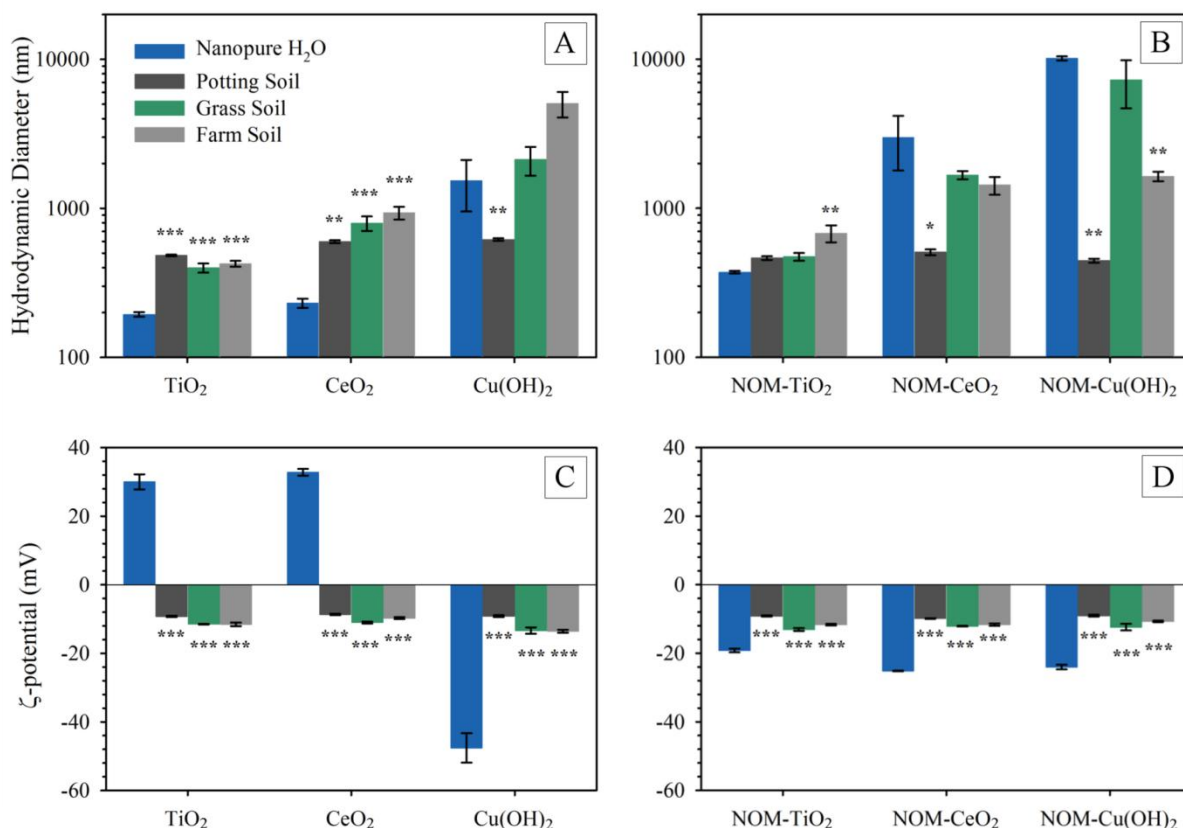 Hydrodynamic Diameter (nm)
10000
1000
100
Nanopure H₂O
Potting Soil
Grass Soil
Farm Soil
A
***
***
***
**
***
***
**
TiO₂
CeO₂
Cu(OH)₂
B
10000
1000
100
**
*
**
**
NOM-TiO₂
NOM-CeO₂
NOM-Cu(OH)₂
ζ-potential (mV)
40
20
0
-20
-40
-60
C
***
***
***
***
***
***
***
***
***
TiO₂
CeO₂
Cu(OH)₂
D
40
20
0
-20
-40
-60
***
***
***
***
***
***
***
***
***
NOM-TiO₂
NOM-CeO₂
NOM-Cu(OH)₂